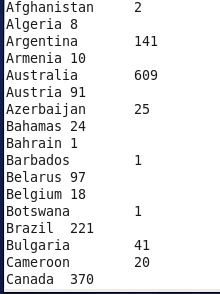 Afghanistan 2
Algeria 8
Argentina 141
Armenia 10
Australia 609
Austria 91
Azerbaijan 25
Bahamas 24
Bahrain 1
Barbados 1
Belarus 97
Belgium 18
Botswana 1
Brazil 221
Bulgaria 41
Cameroon 20
Canada 370